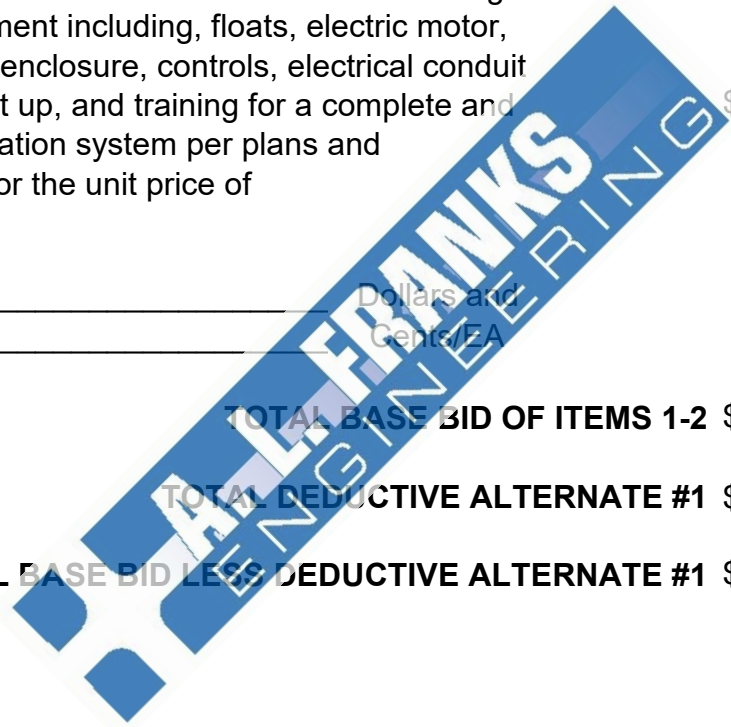 ment including, floats, electric motor,
enclosure, controls, electrical conduit
t up, and training for a complete and
ation system per plans and
or the unit price of
Dollars and
Cents/EA
TOTAL BASE BID OF ITEMS 1-2 $
TOTAL DEDUCTIVE ALTERNATE #1 $
L BASE BID LESS DEDUCTIVE ALTERNATE #1 $
A.L. FRANKS
ENGINEERING